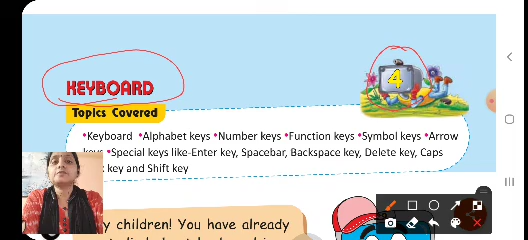 4
KEYBOARD
Topics Covered
•Keyboard •Alphabet keys •Number keys •Function keys •Symbol keys •Arrow
keys •Special keys like-Enter key, Spacebar, Backspace key, Delete key, Caps
key and Shift key
children! You have already